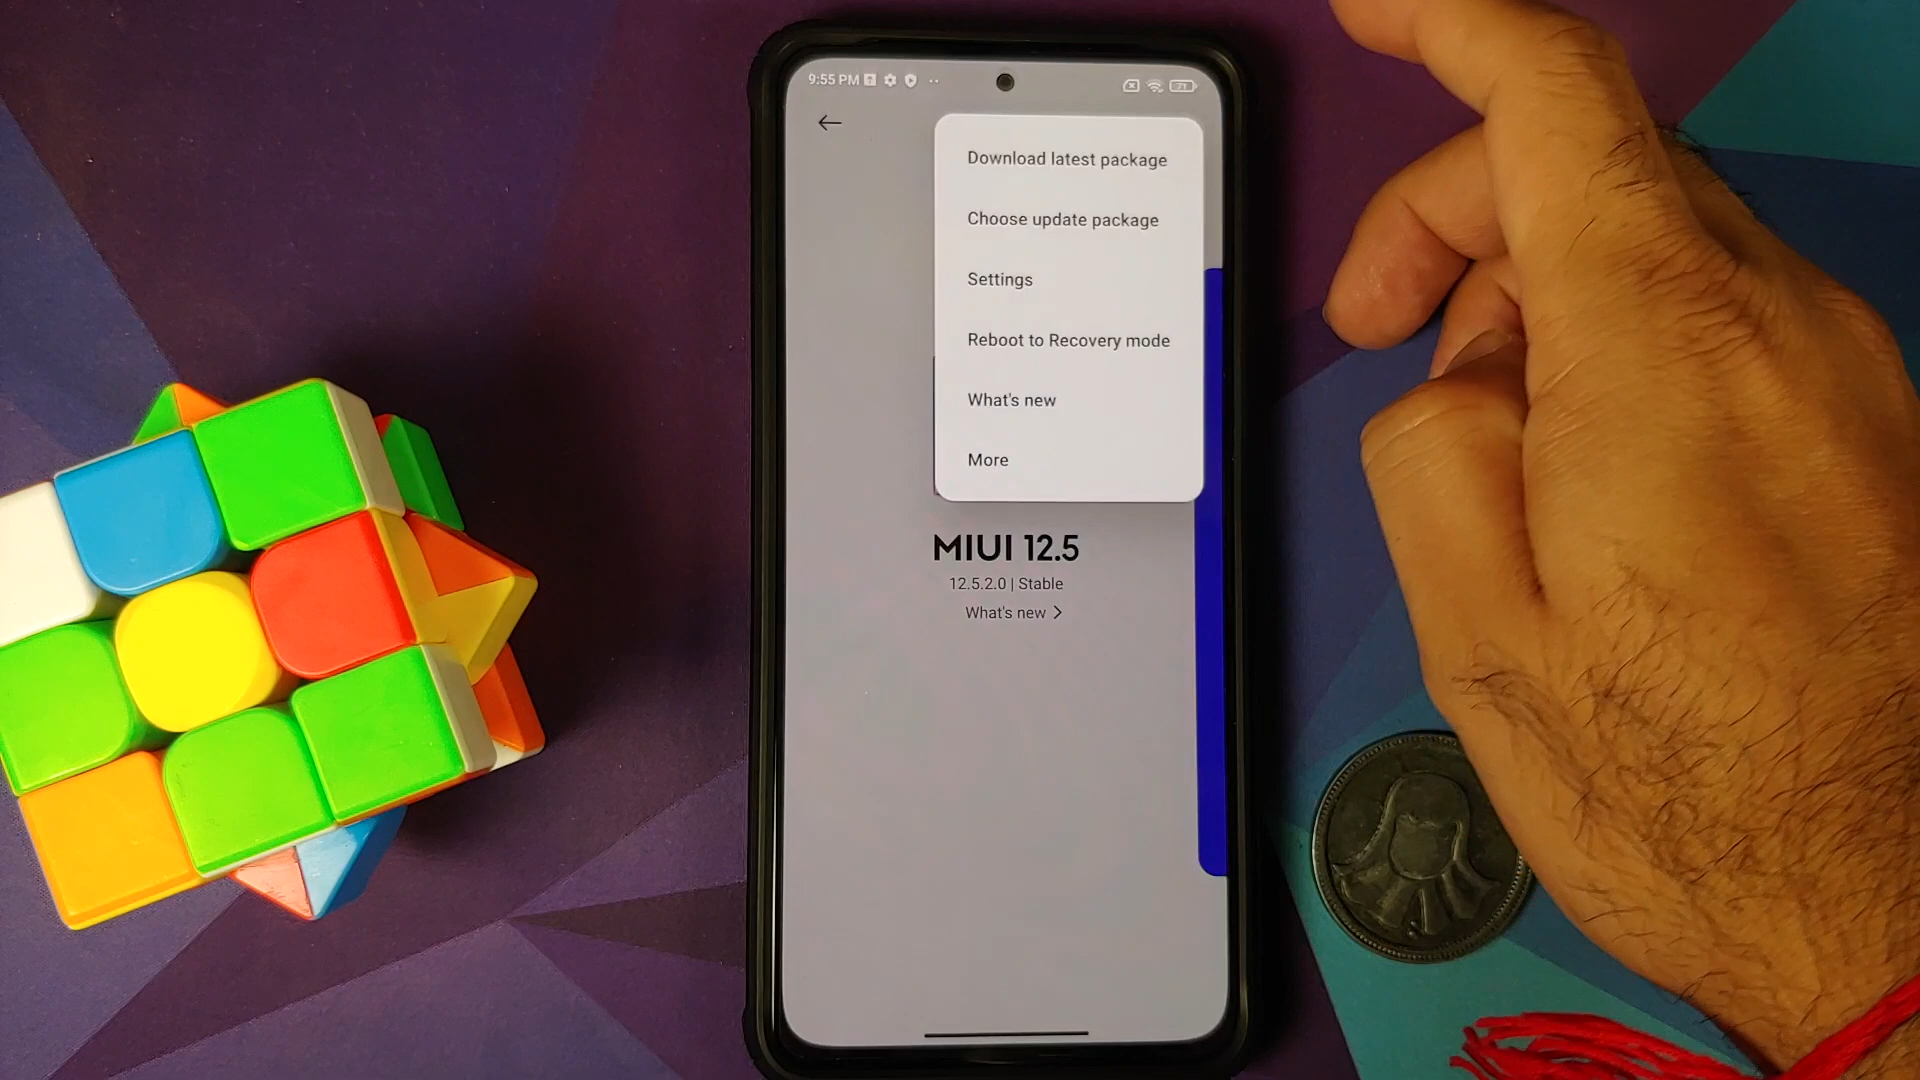 9:55 PM
71
Download latest package
Choose update package
Settings
Reboot to Recovery mode
What's new
More
MIUI 12.5
12.5.2.0 | Stable
What's new